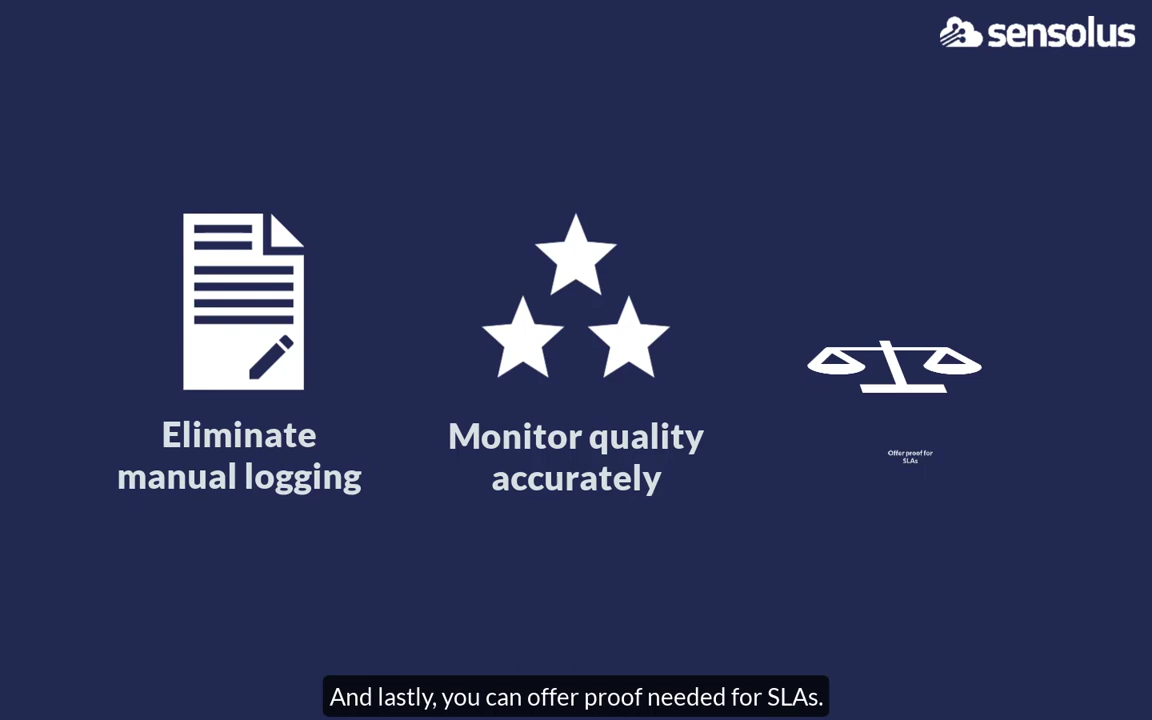 sensolus
Eliminate
manual logging
Monitor quality
accurately
Offer proof for
SLAs
And lastly, you can offer proof needed for SLAs.